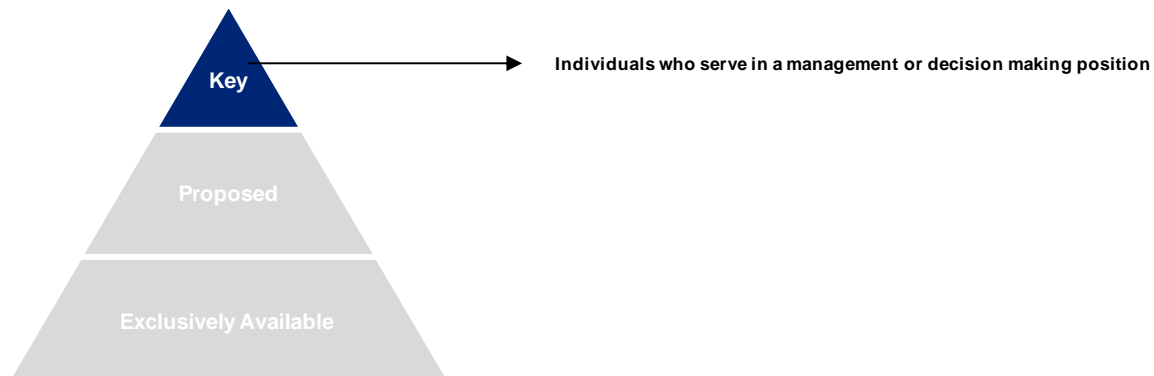 Key
Individuals who serve in a management or decision making position
Proposed
Exclusively Available